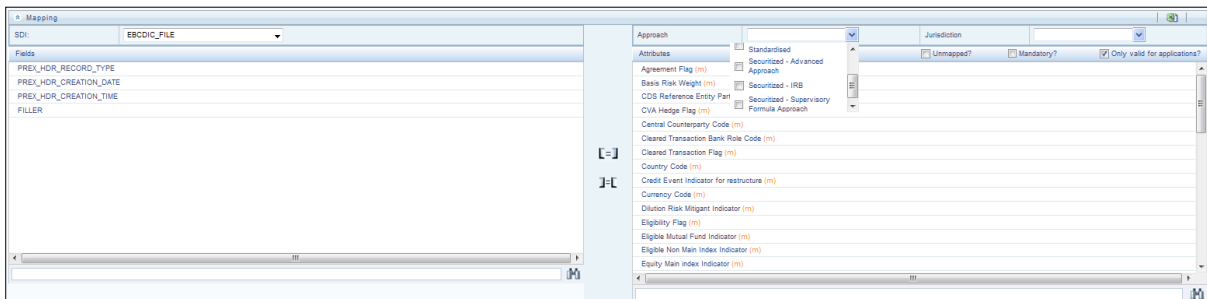 Mapping
SDI: EBCDIC_FILE
Fields
PREX_HDR_RECORD_TYPE
PREX_HDR_CREATION_DATE
PREX_HDR_CREATION_TIME
FILLER
[=]
]=[
Approach Jurisdiction
Attributes Unmapped? Mandatory? Only valid for applications?
Standardised
Securitized - Advanced
Approach
Securitized - IRB
Securitized - Supervisory
Formula Approach
Agreement Flag (m)
Basis Risk Weight (m)
CDS Reference Entity Part
CVA Hedge Flag (m)
Central Counterparty Code (m)
Cleared Transaction Bank Role Code (m)
Cleared Transaction Flag (m)
Country Code (m)
Credit Event Indicator for restructure (m)
Currency Code (m)
Dilution Risk Mitigant Indicator (m)
Eligibility Flag (m)
Eligible Mutual Fund Indicator (m)
Eligible Non Main Index Indicator (m)
Equity Main index Indicator (m)